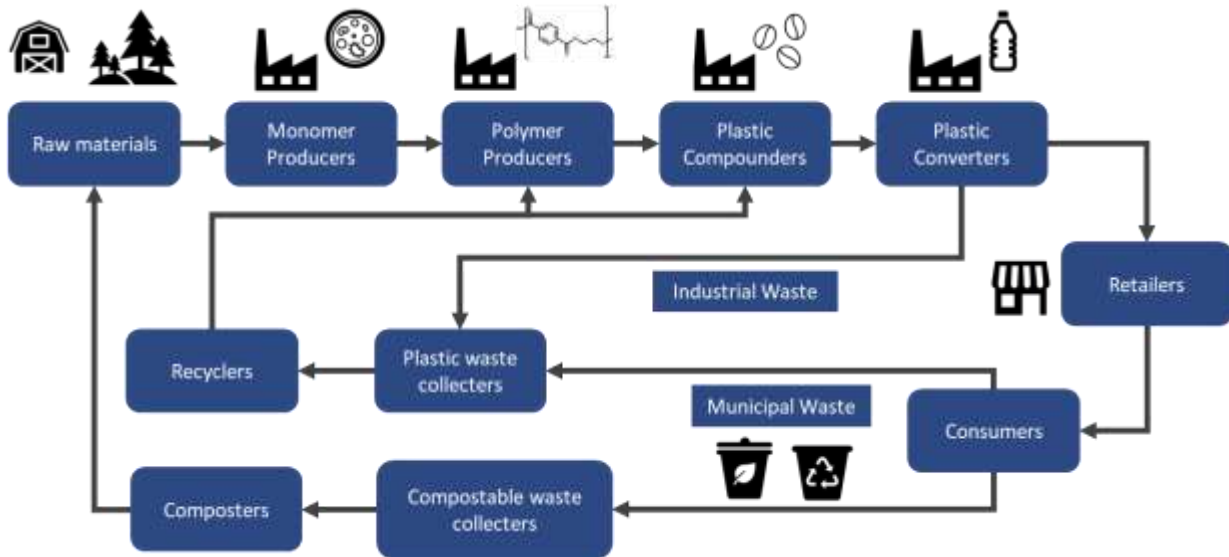 Raw materials
Monomer
Producers
Polymer
Producers
Plastic
Compounders
Plastic
Converters
Retailers
Industrial Waste
Recyclers
Plastic waste
collecters
Municipal Waste
Consumers
Composters
Compostable waste
collecters